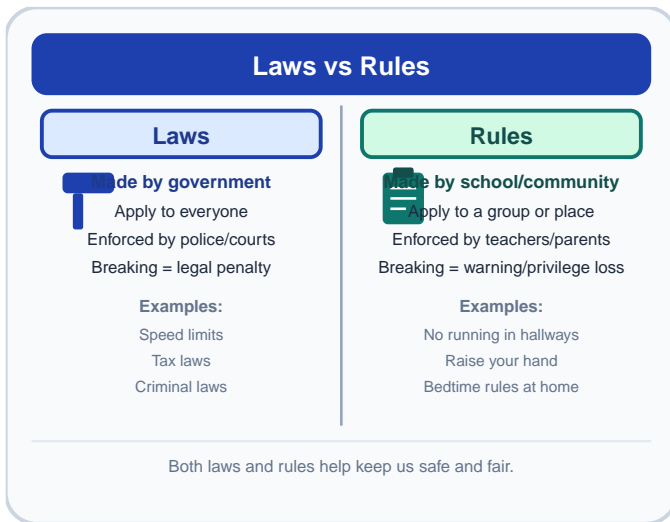 Laws vs Rules
Laws
Made by government
Apply to everyone
Enforced by police/courts
Breaking = legal penalty
Examples:
Speed limits
Tax laws
Criminal laws
Rules
Made by school/community
Apply to a group or place
Enforced by teachers/parents
Breaking = warning/privilege loss
Examples:
No running in hallways
Raise your hand
Bedtime rules at home
Both laws and rules help keep us safe and fair.